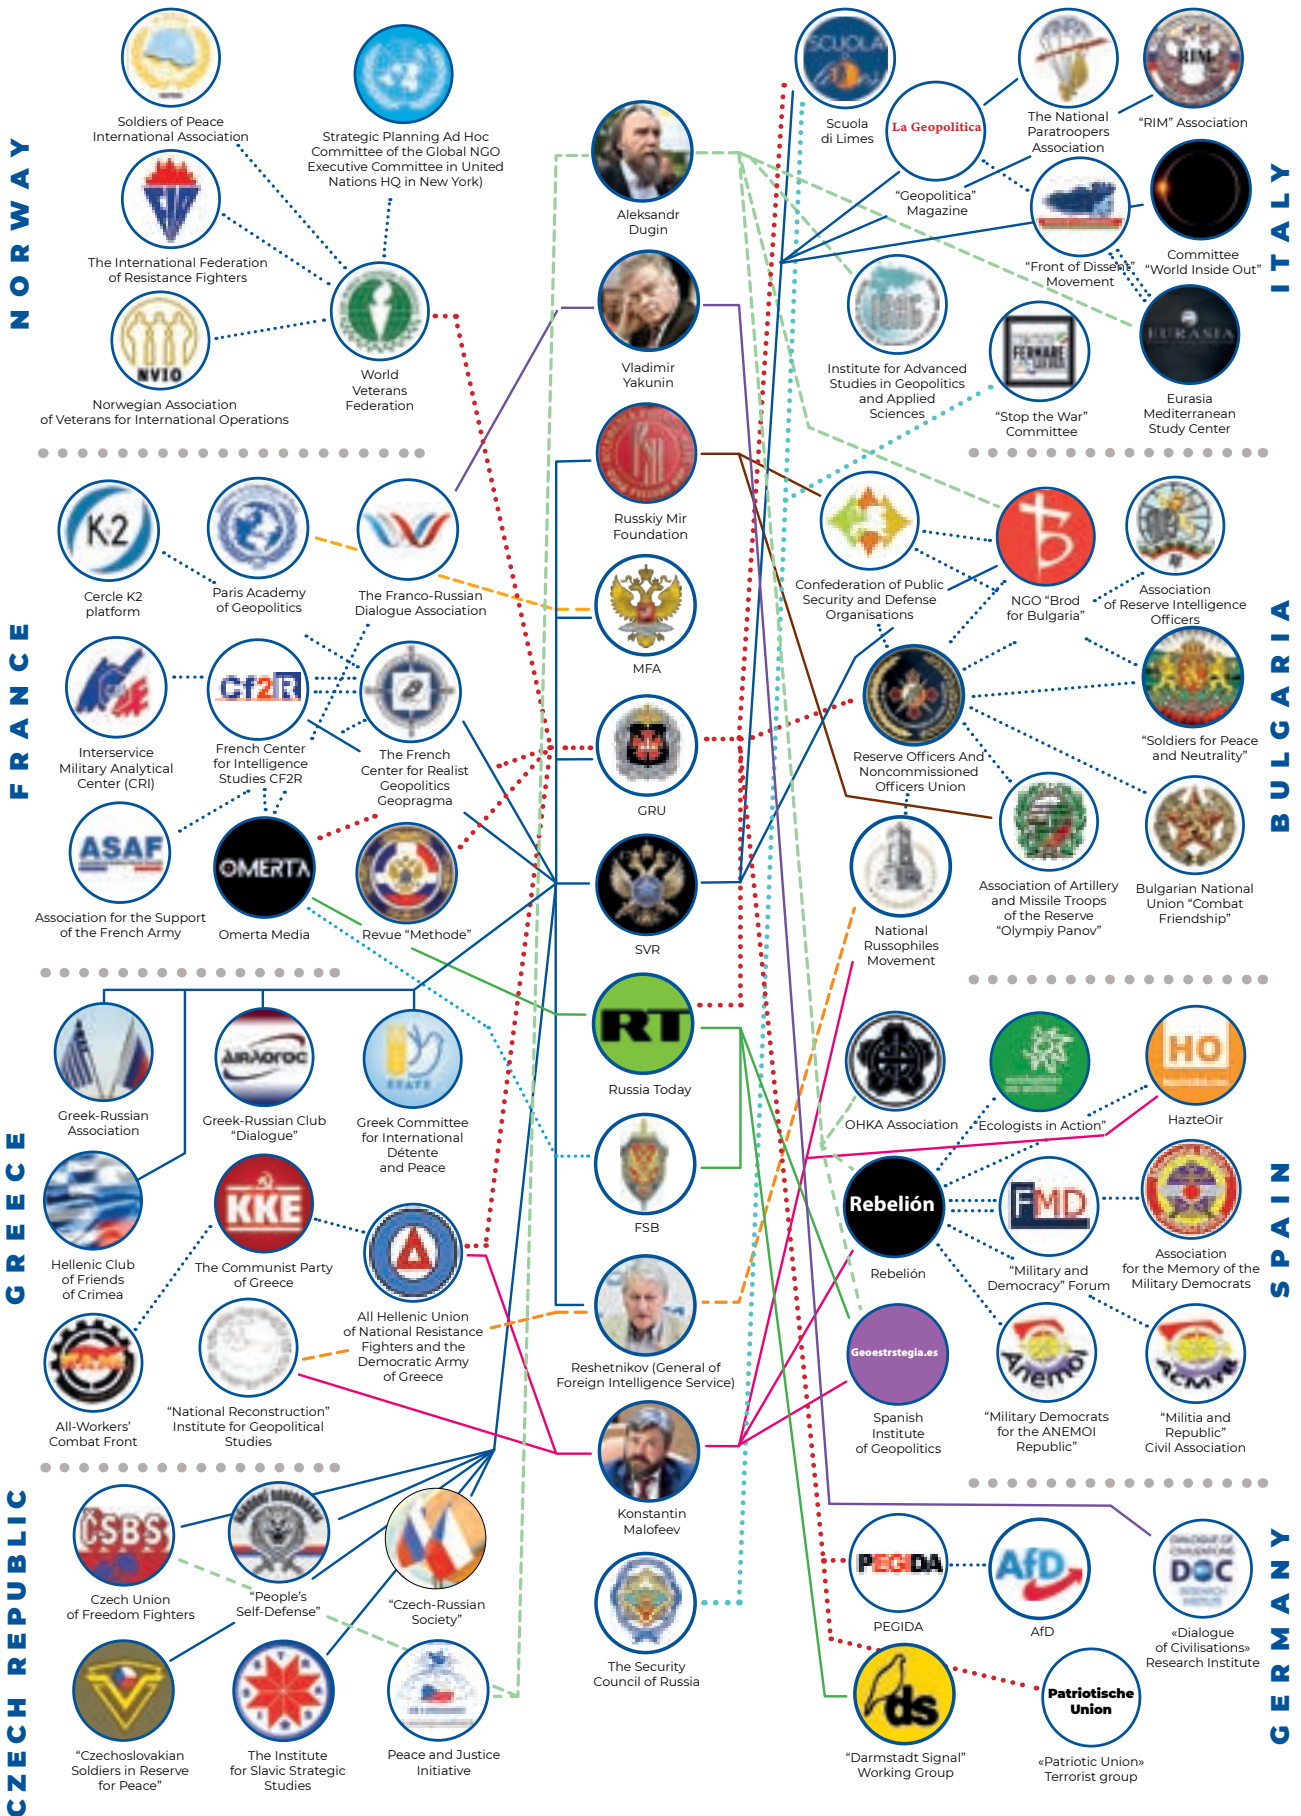 NORWAY
Soldiers of Peace
International Association
Strategic Planning Ad Hoc
Committee of the Global NGO
Executive Committee in United
Nations HQ in New York)
The International Federation
of Resistance Fighters
NVIO
Norwegian Association
of Veterans for International Operations
World
Veterans
Federation
FRANCE
K2
Cercle K2
platform
Paris Academy
of Geopolitics
The Franco-Russian
Dialogue Association
Interservice
Military Analytical
Center (CRI)
Cf2R
French Center
for Intelligence
Studies CF2R
The French
Center for Realist
Geopolitics
Geopragma
ASAF
Association for the Support
of the French Army
OMERTA
Omerta Media
Revue “Methode”
GREECE
Greek-Russian
Association
ΔΙΑΛΟΓΟΣ
Greek-Russian Club
“Dialogue”
Greek Committee
for International
Détente
and Peace
Hellenic Club
of Friends
of Crimea
KKE
The Communist Party
of Greece
All Hellenic Union
of National Resistance
Fighters and the
Democratic Army
of Greece
All-Workers’
Combat Front
“National Reconstruction”
Institute for Geopolitical
Studies
CZECH REPUBLIC
ČSBS
Czech Union
of Freedom Fighters
“People’s
Self-Defense”
“Czech-Russian
Society”
“Czechoslovakian
Soldiers in Reserve
for Peace”
The Institute
for Slavic Strategic
Studies
Peace and Justice
Initiative
Aleksandr
Dugin
Vladimir
Yakunin
Russkiy Mir
Foundation
MFA
GRU
SVR
RT
Russia Today
FSB
Reshetnikov (General of
Foreign Intelligence Service)
Konstantin
Malofeev
The Security
Council of Russia
ITALY
SCUOLA
Scuola
di Limes
La Geopolitica
“Geopolitica”
Magazine
The National
Paratroopers
Association
RIM
“RIM” Association
“Front of Dissent”
Movement
Committee
“World Inside Out”
Institute for Advanced
Studies in Geopolitics
and Applied
Sciences
FERMARE
“Stop the War”
Committee
EURASIA
Eurasia
Mediterranean
Study Center
BULGARIA
Confederation of Public
Security and Defense
Organisations
NGO “Brod
for Bulgaria”
Association
of Reserve Intelligence
Officers
Reserve Officers And
Noncommissioned
Officers Union
“Soldiers for Peace
and Neutrality”
National
Russophiles
Movement
Association of Artillery
and Missile Troops
of the Reserve
“Olympiy Panov”
Bulgarian National
Union “Combat
Friendship”
SPAIN
OHKA Association
“Ecologists in Action”
HO
HazteOir
Rebelión
Rebelión
FMD
“Military and
Democracy” Forum
Association
for the Memory of the
Military Democrats
Geoestrstegia.es
Spanish
Institute
of Geopolitics
Anemoi
“Military Democrats
for the ANEMOI
Republic”
ACMYR
“Militia and
Republic”
Civil Association
GERMANY
PEGIDA
PEGIDA
AfD
AfD
DIALOGUE OF
CIVILISATIONS
DOC
RESEARCH
INSTITUTE
«Dialogue
of Civilisations»
Research Institute
ds
“Darmstadt Signal”
Working Group
Patriotische
Union
«Patriotic Union»
Terrorist group